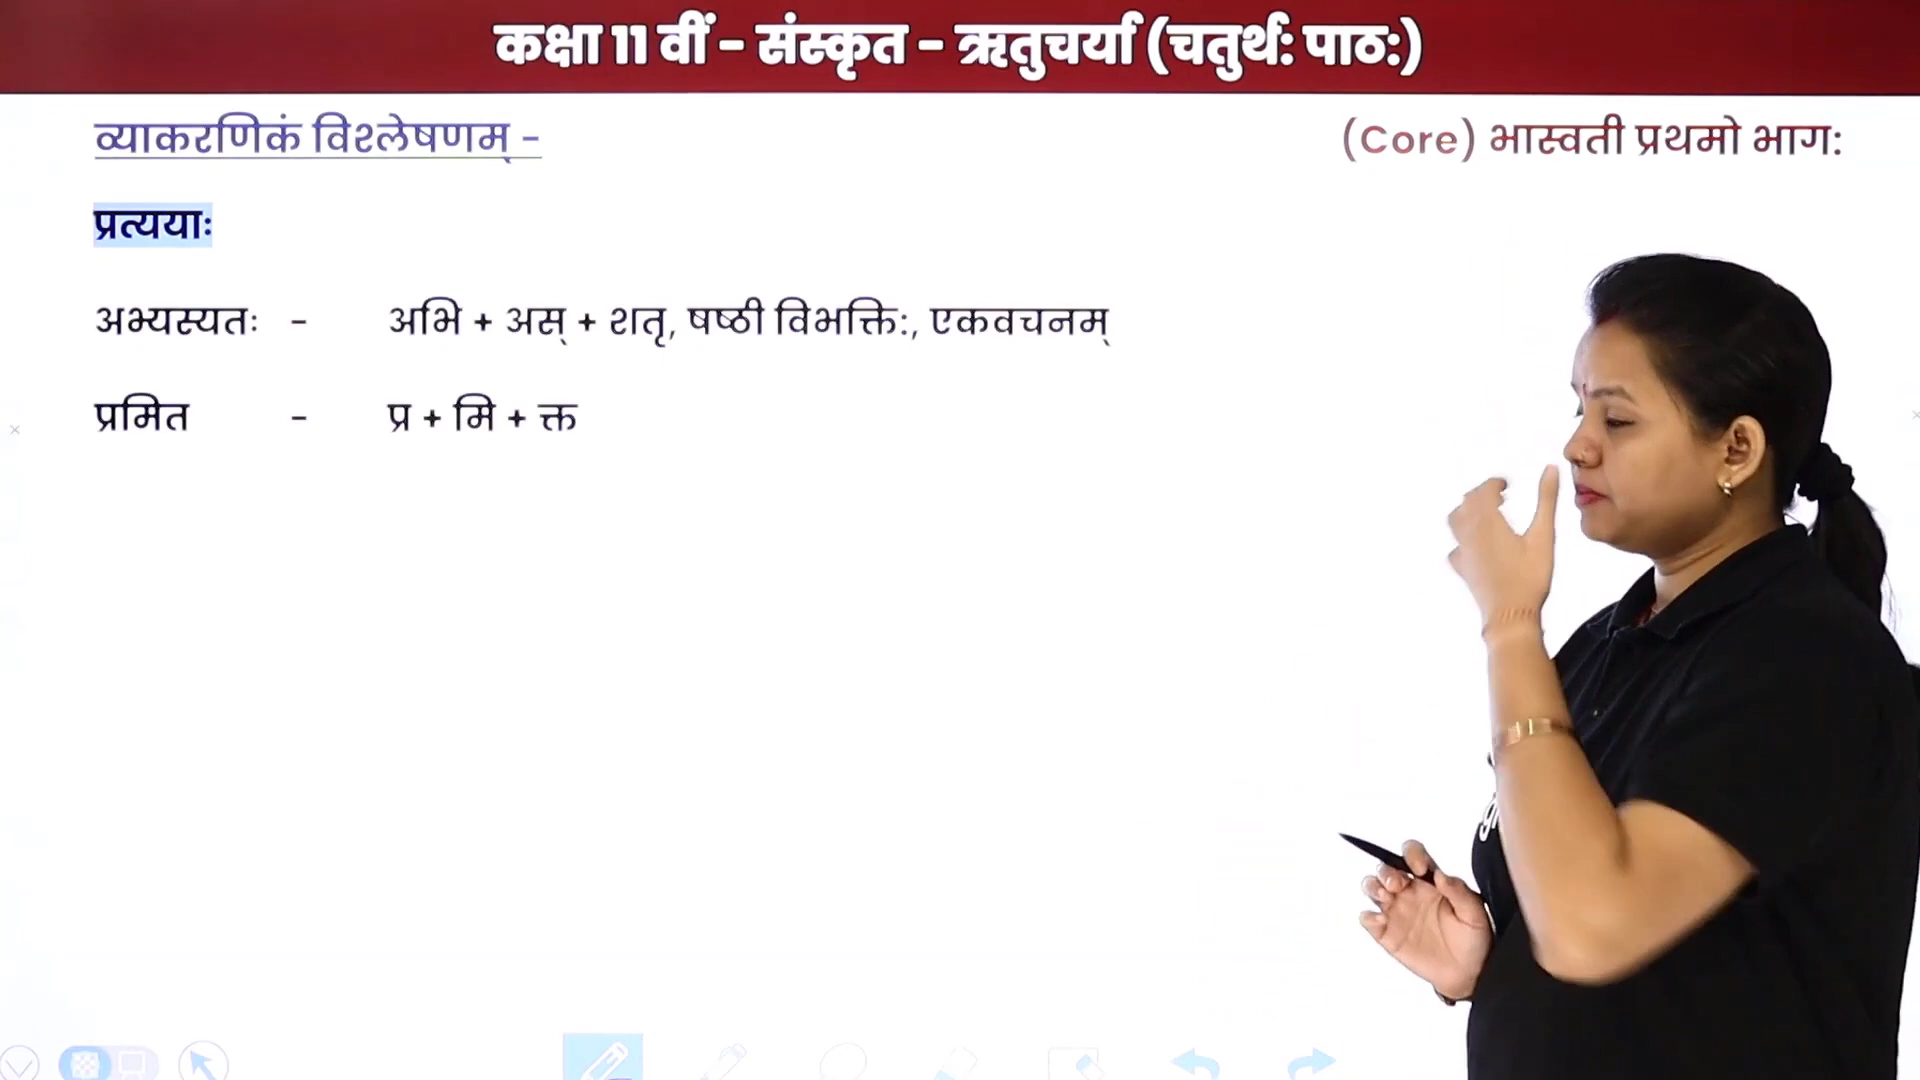 कक्षा 11 वीं - संस्कृत - ऋतुचर्या (चतुर्थ: पाठ:)
व्याकरणिकं विश्लेषणम् -
(Core) भास्वती प्रथमो भाग:
प्रत्ययाः
अभ्यस्यतः - अभि + अस् + शतृ, षष्ठी विभक्ति:, एकवचनम्
प्रमित - प्र + मि + क्त